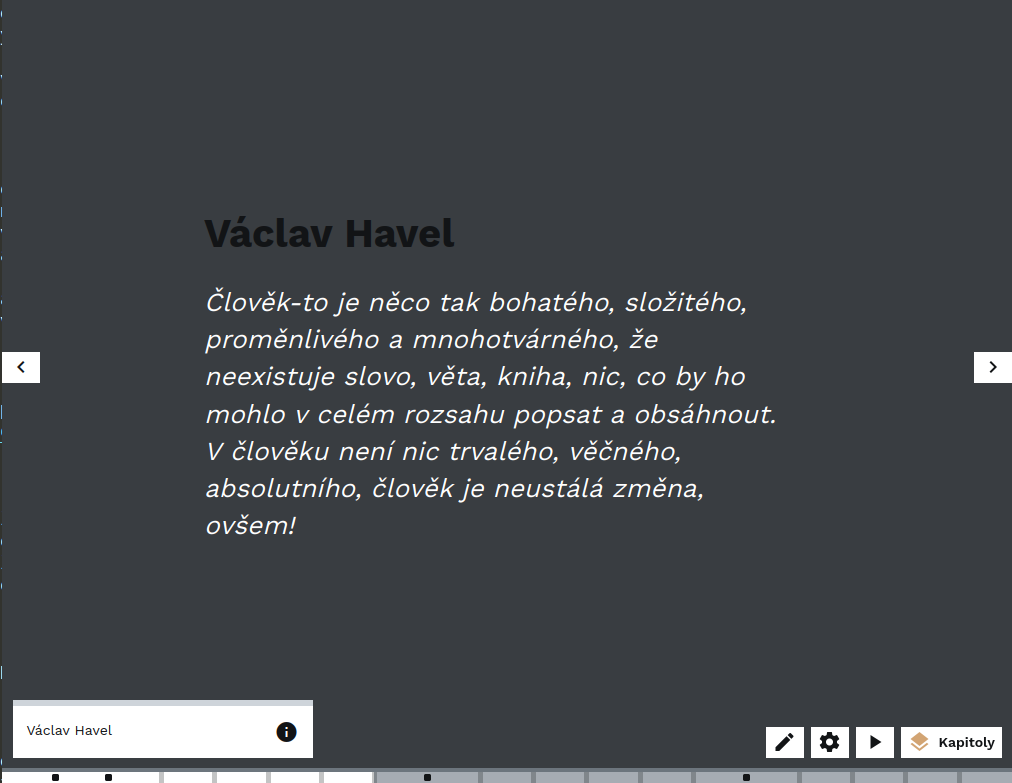 Václav Havel
Člověk-to je něco tak bohatého, složitého,
proměnlivého a mnohotvárného, že
neexistuje slovo, věta, kniha, nic, co by ho
mohlo v celém rozsahu popsat a obsáhnout.
V člověku není nic trvalého, věčného,
absolutního, člověk je neustálá změna,
ovšem!
Václav Havel
Kapitoly